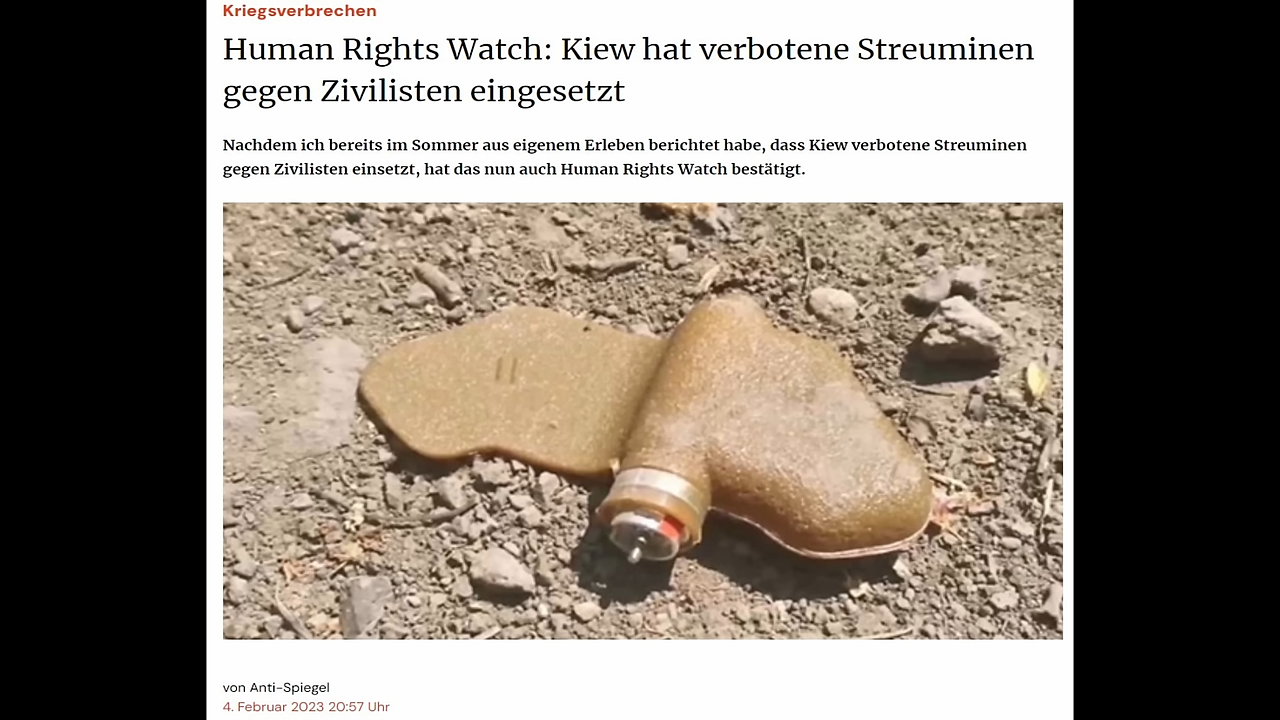 Kriegsverbrechen
Human Rights Watch: Kiew hat verbotene Streuminen
gegen Zivilisten eingesetzt
Nachdem ich bereits im Sommer aus eigenem Erleben berichtet habe, dass Kiew verbotene Streuminen
gegen Zivilisten einsetzt, hat das nun auch Human Rights Watch bestätigt.
von Anti-Spiegel
4. Februar 2023 20:57 Uhr